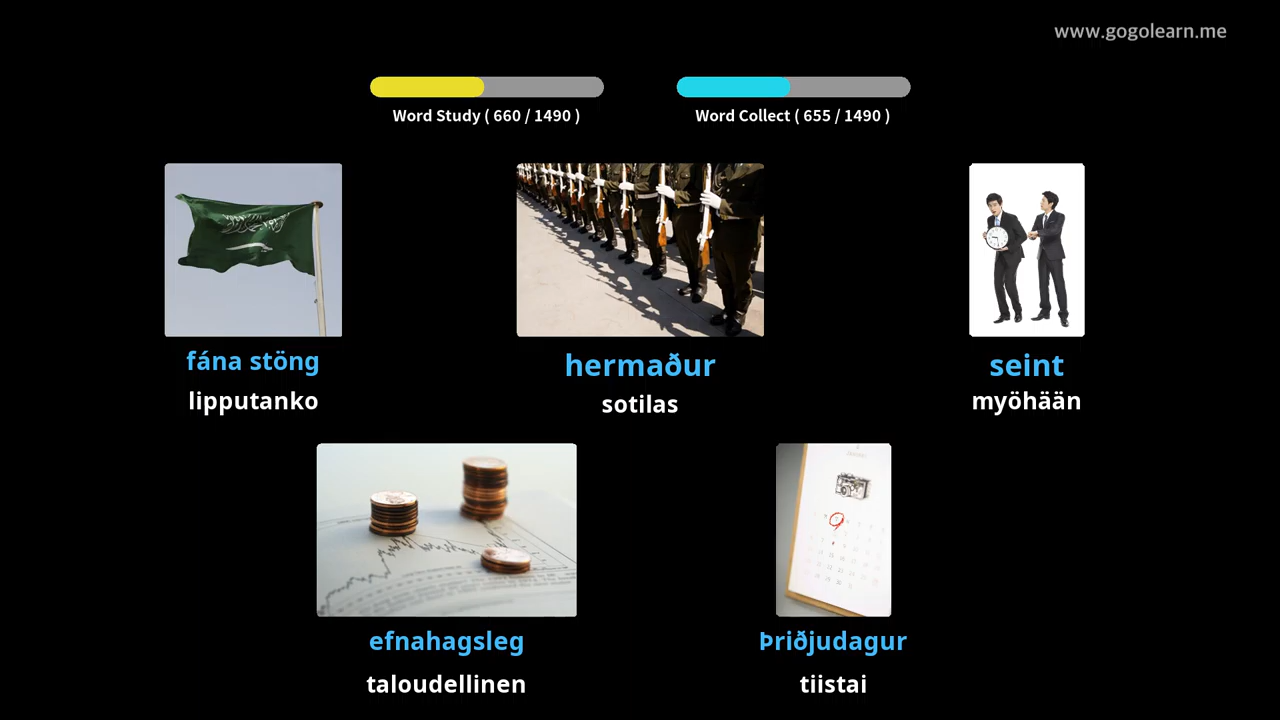 www.gogolearn.me
Word Study ( 660 / 1490 )
Word Collect ( 655 / 1490 )
fána stöng
lipputanko
hermaður
sotilas
seint
myöhään
efnahagsleg
taloudellinen
Þriðjudagur
tiistai